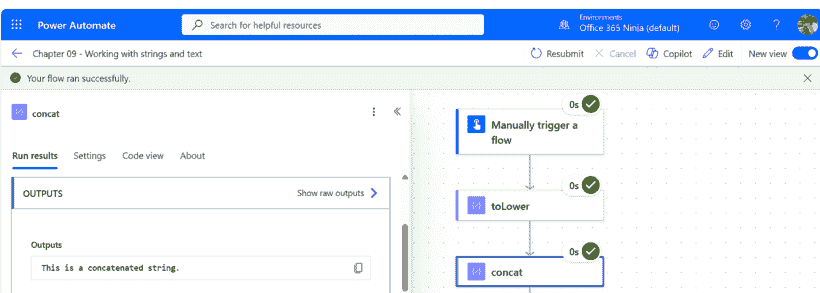 Power Automate
Search for helpful resources
Environments
Office 365 Ninja (default)
Chapter 09 - Working with strings and text
Resubmit
Cancel
Copilot
Edit
New view
Your flow ran successfully.
concat
Run results
Settings
Code view
About
OUTPUTS
Show raw outputs
Outputs
This is a concatenated string.
0s
Manually trigger a
flow
0s
toLower
0s
concat